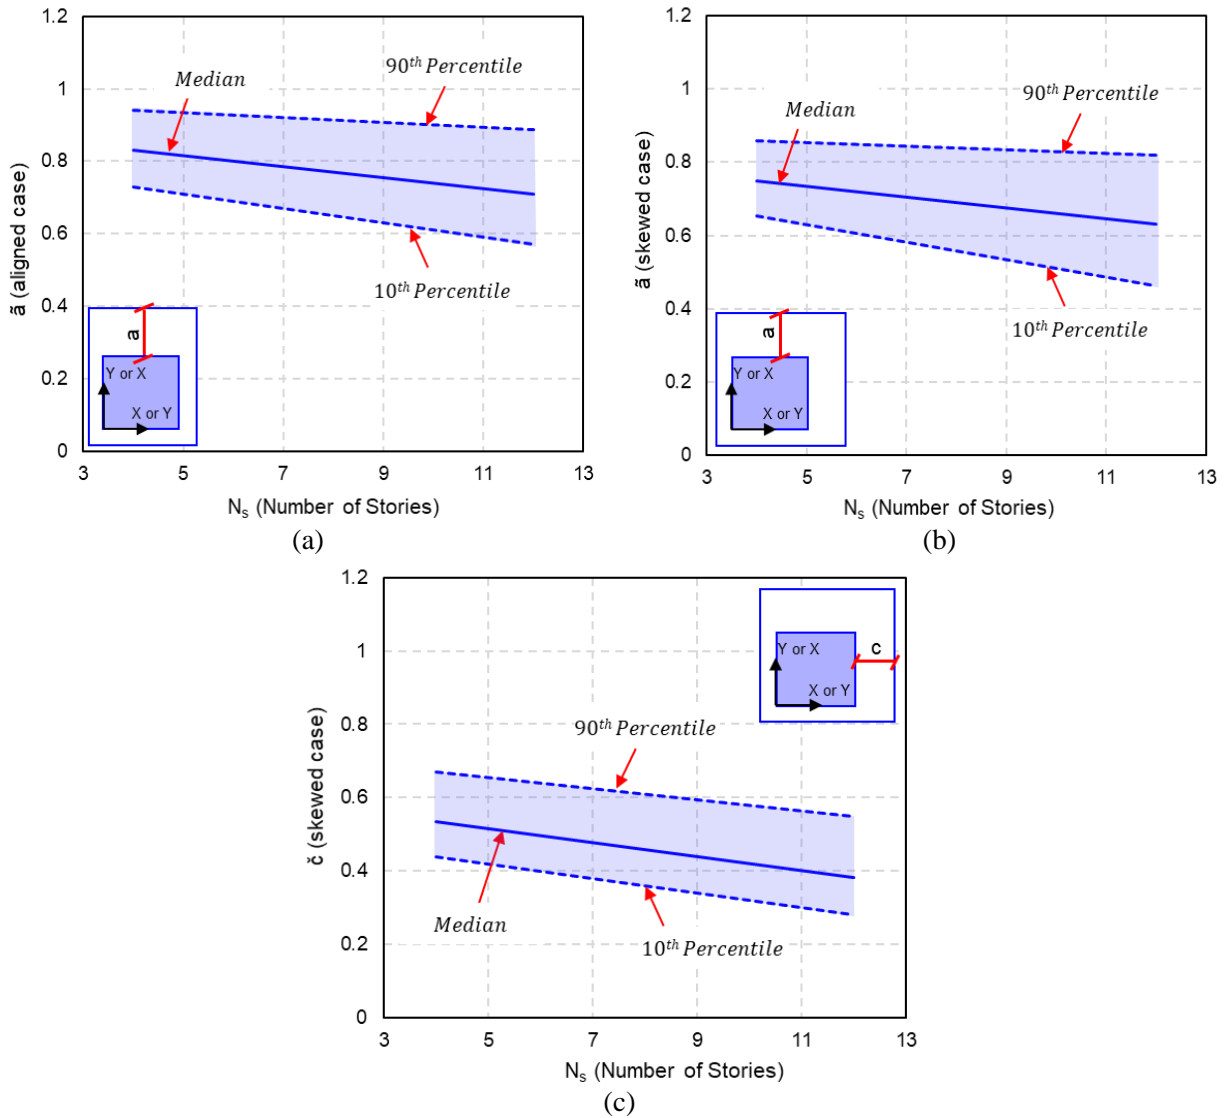 1.2
1
0.8
0.6
0.4
0.2
0
ã (aligned case)
90th Percentile
Median
10th Percentile
a
Y or X
X or Y
3 5 7 9 11 13
Ns (Number of Stories)
(a)
1.2
1
0.8
0.6
0.4
0.2
0
ã (skewed case)
90th Percentile
Median
10th Percentile
a
Y or X
X or Y
3 5 7 9 11 13
Ns (Number of Stories)
(b)
1.2
1
0.8
0.6
0.4
0.2
0
č (skewed case)
c
Y or X
X or Y
90th Percentile
Median
10th Percentile
3 5 7 9 11 13
Ns (Number of Stories)
(c)